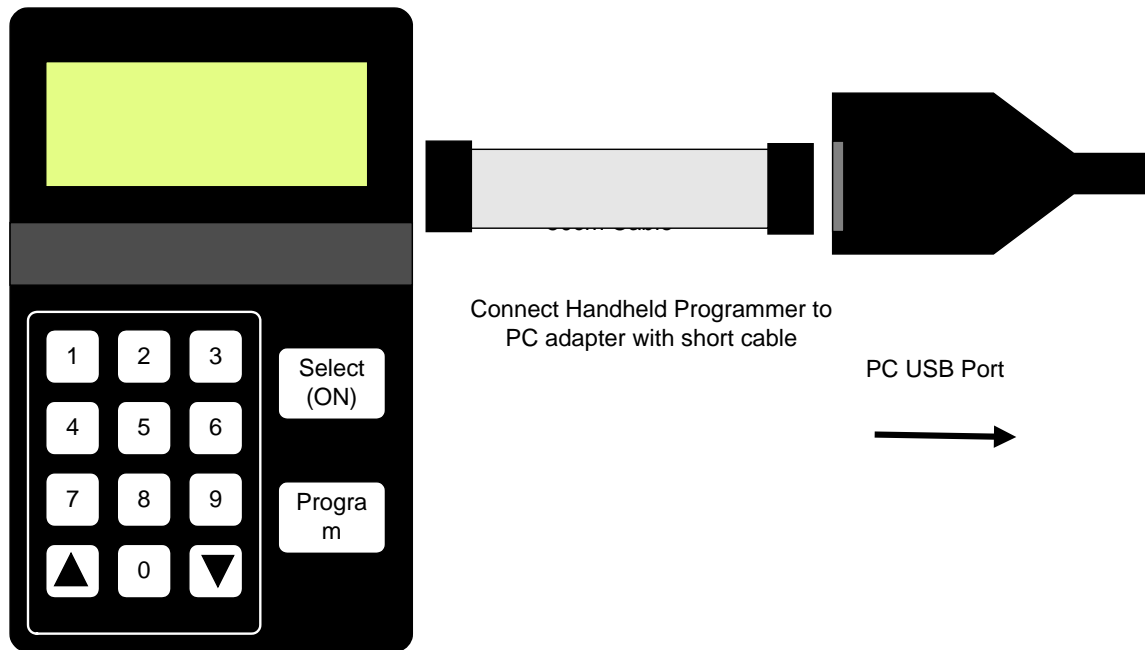 Connect Handheld Programmer to
PC adapter with short cable
PC USB Port
1 2 3
Select
(ON)
4 5 6
7 8 9
Progra
m
0